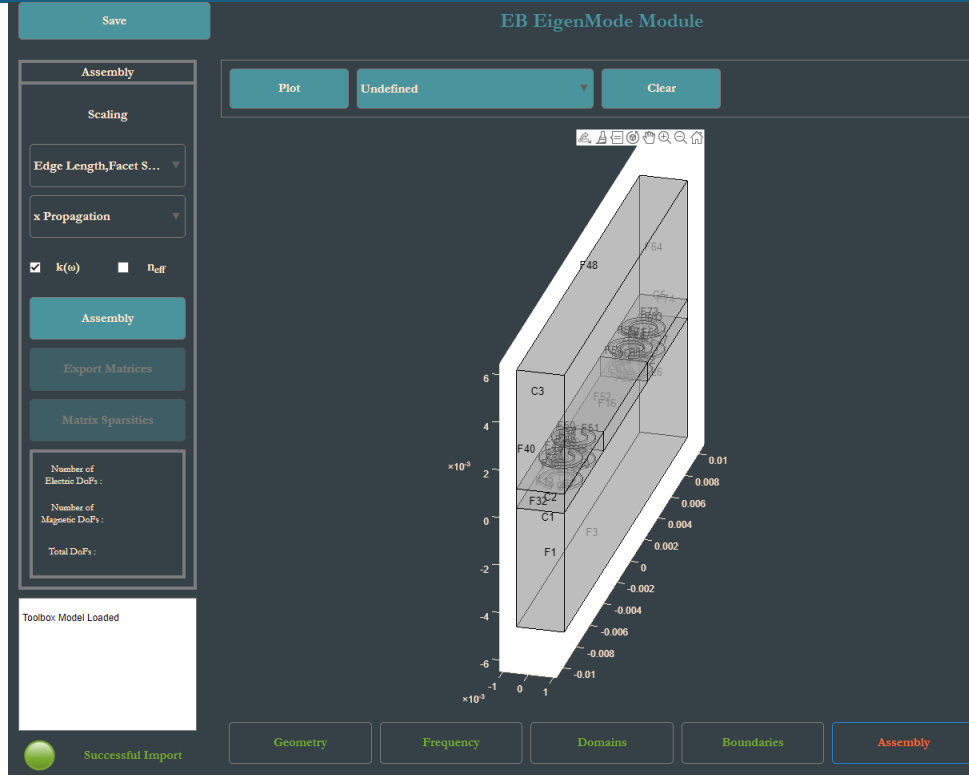 Save
EB EigenMode Module
Assembly
Plot
Undefined
Clear
Scaling
Edge Length,Facet S...
x Propagation
k(ω)
neff
Assembly
Export Matrices
Matrix Sparsities
Number of
Electric DoFs :
Number of
Magnetic DoFs :
Total DoFs :
Toolbox Model Loaded
Successful Import
F64
F48
C3
F52
F16
F40
F51
F32
C2
C1
F3
F1
6
4
×10⁻³
2
0
-2
-4
-6
×10⁻³
-1
0
1
0.01
0.008
0.006
0.004
0.002
0
-0.002
-0.004
-0.006
-0.008
-0.01
Geometry
Frequency
Domains
Boundaries
Assembly